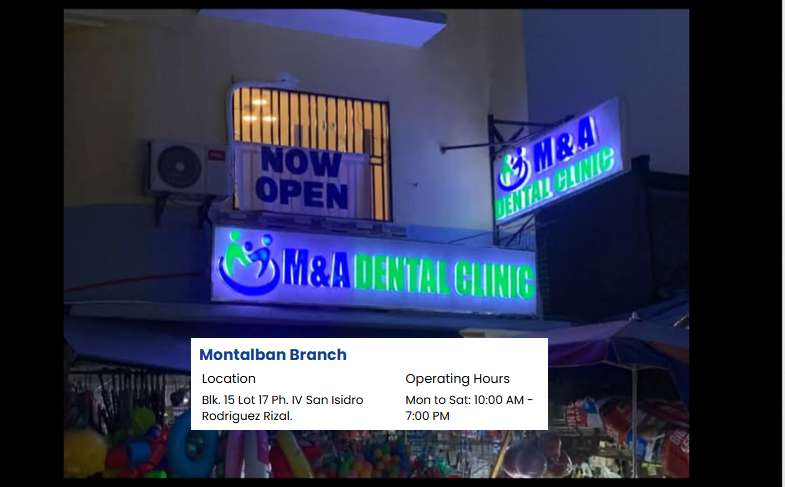 NOW
OPEN
M&A
DENTAL CLINIC
M&A DENTAL CLINIC
Montalban Branch
Location
Operating Hours
Blk. 15 Lot 17 Ph. IV San Isidro
Rodriguez Rizal.
Mon to Sat: 10:00 AM -
7:00 PM